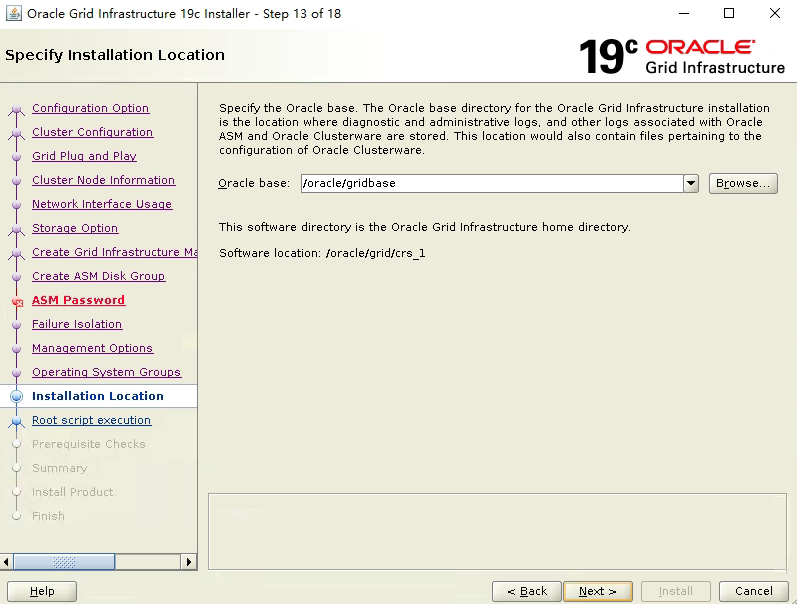 Oracle Grid Infrastructure 19c Installer - Step 13 of 18
Specify Installation Location
19c ORACLE
Grid Infrastructure
Configuration Option
Cluster Configuration
Grid Plug and Play
Cluster Node Information
Network Interface Usage
Storage Option
Create Grid Infrastructure Ma
Create ASM Disk Group
ASM Password
Failure Isolation
Management Options
Operating System Groups
Installation Location
Root script execution
Prerequisite Checks
Summary
Install Product
Finish
Specify the Oracle base. The Oracle base directory for the Oracle Grid Infrastructure installation
is the location where diagnostic and administrative logs, and other logs associated with Oracle
ASM and Oracle Clusterware are stored. This location would also contain files pertaining to the
configuration of Oracle Clusterware.
Oracle base: /oracle/gridbase Browse...
This software directory is the Oracle Grid Infrastructure home directory.
Software location: /oracle/grid/crs_1
Help < Back Next > Install Cancel